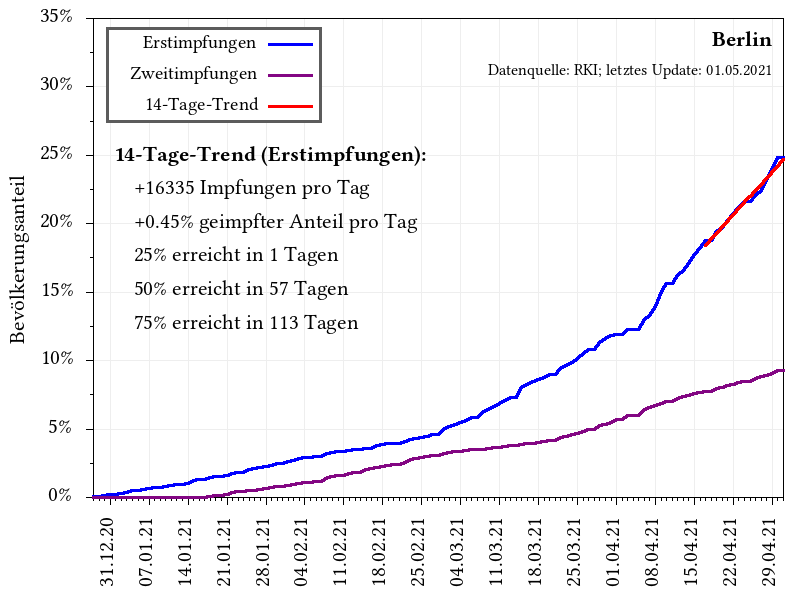 35%
30%
25%
20%
15%
10%
5%
0%
Bevölkerungsanteil
Erstimpfungen
Zweitimpfungen
14-Tage-Trend
Berlin
Datenquelle: RKI; letztes Update: 01.05.2021
14-Tage-Trend (Erstimpfungen):
+16335 Impfungen pro Tag
+0.45% geimpfter Anteil pro Tag
25% erreicht in 1 Tagen
50% erreicht in 57 Tagen
75% erreicht in 113 Tagen
31.12.20
07.01.21
14.01.21
21.01.21
28.01.21
04.02.21
11.02.21
18.02.21
25.02.21
04.03.21
11.03.21
18.03.21
25.03.21
01.04.21
08.04.21
15.04.21
22.04.21
29.04.21